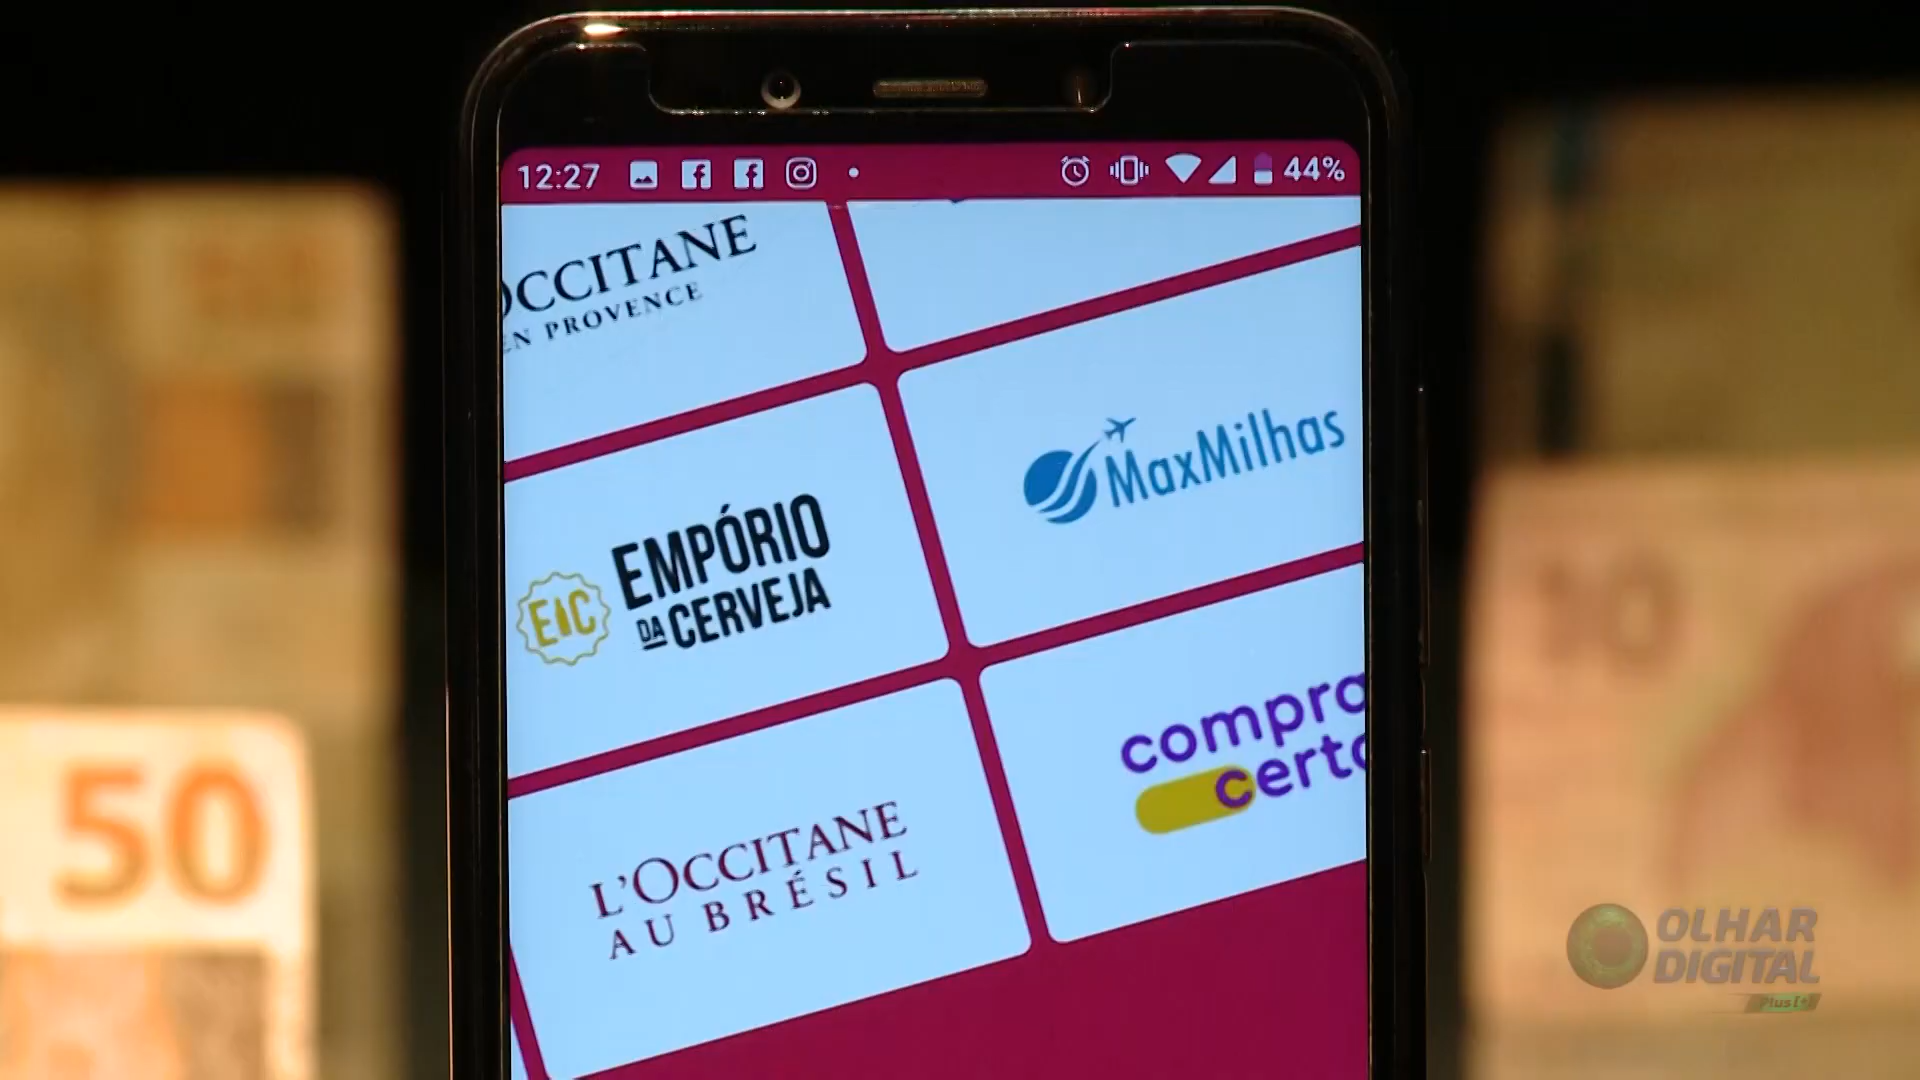 12:27
44%
OCCITANE
EN PROVENCE
MaxMilhas
EIC
EMPÓRIO
DA CERVEJA
compra
certa
L'OCCITANE
AU BRÉSIL
50
10
OLHAR
DIGITAL
Plus[+]